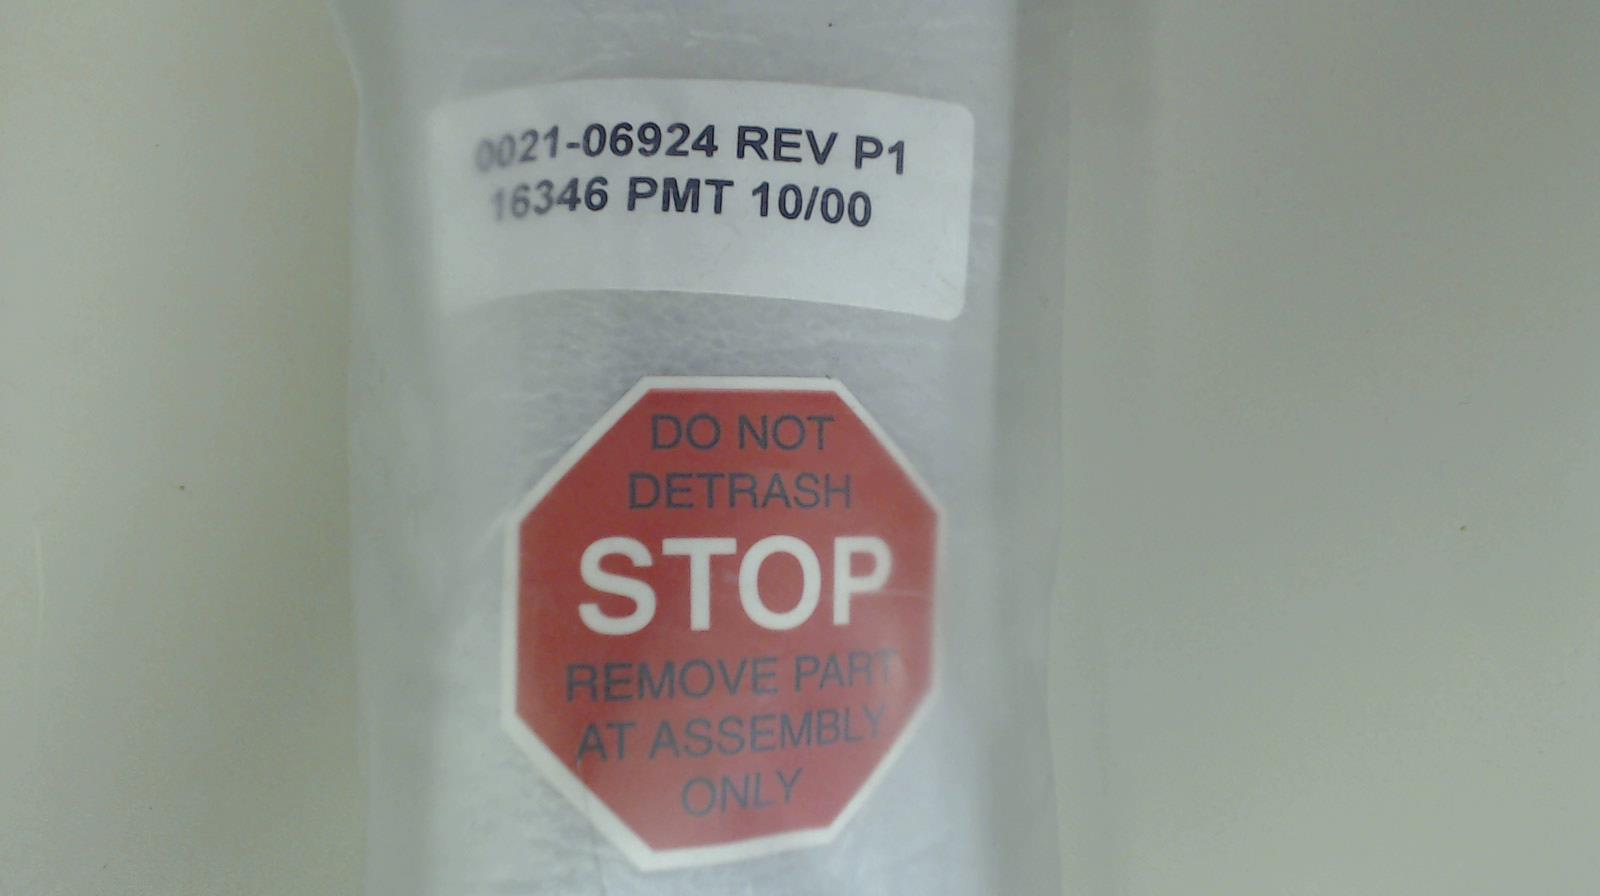 0021-06924 REV P1
16346 PMT 10/00
DO NOT
DETRASH
STOP
REMOVE PART
AT ASSEMBLY
ONLY